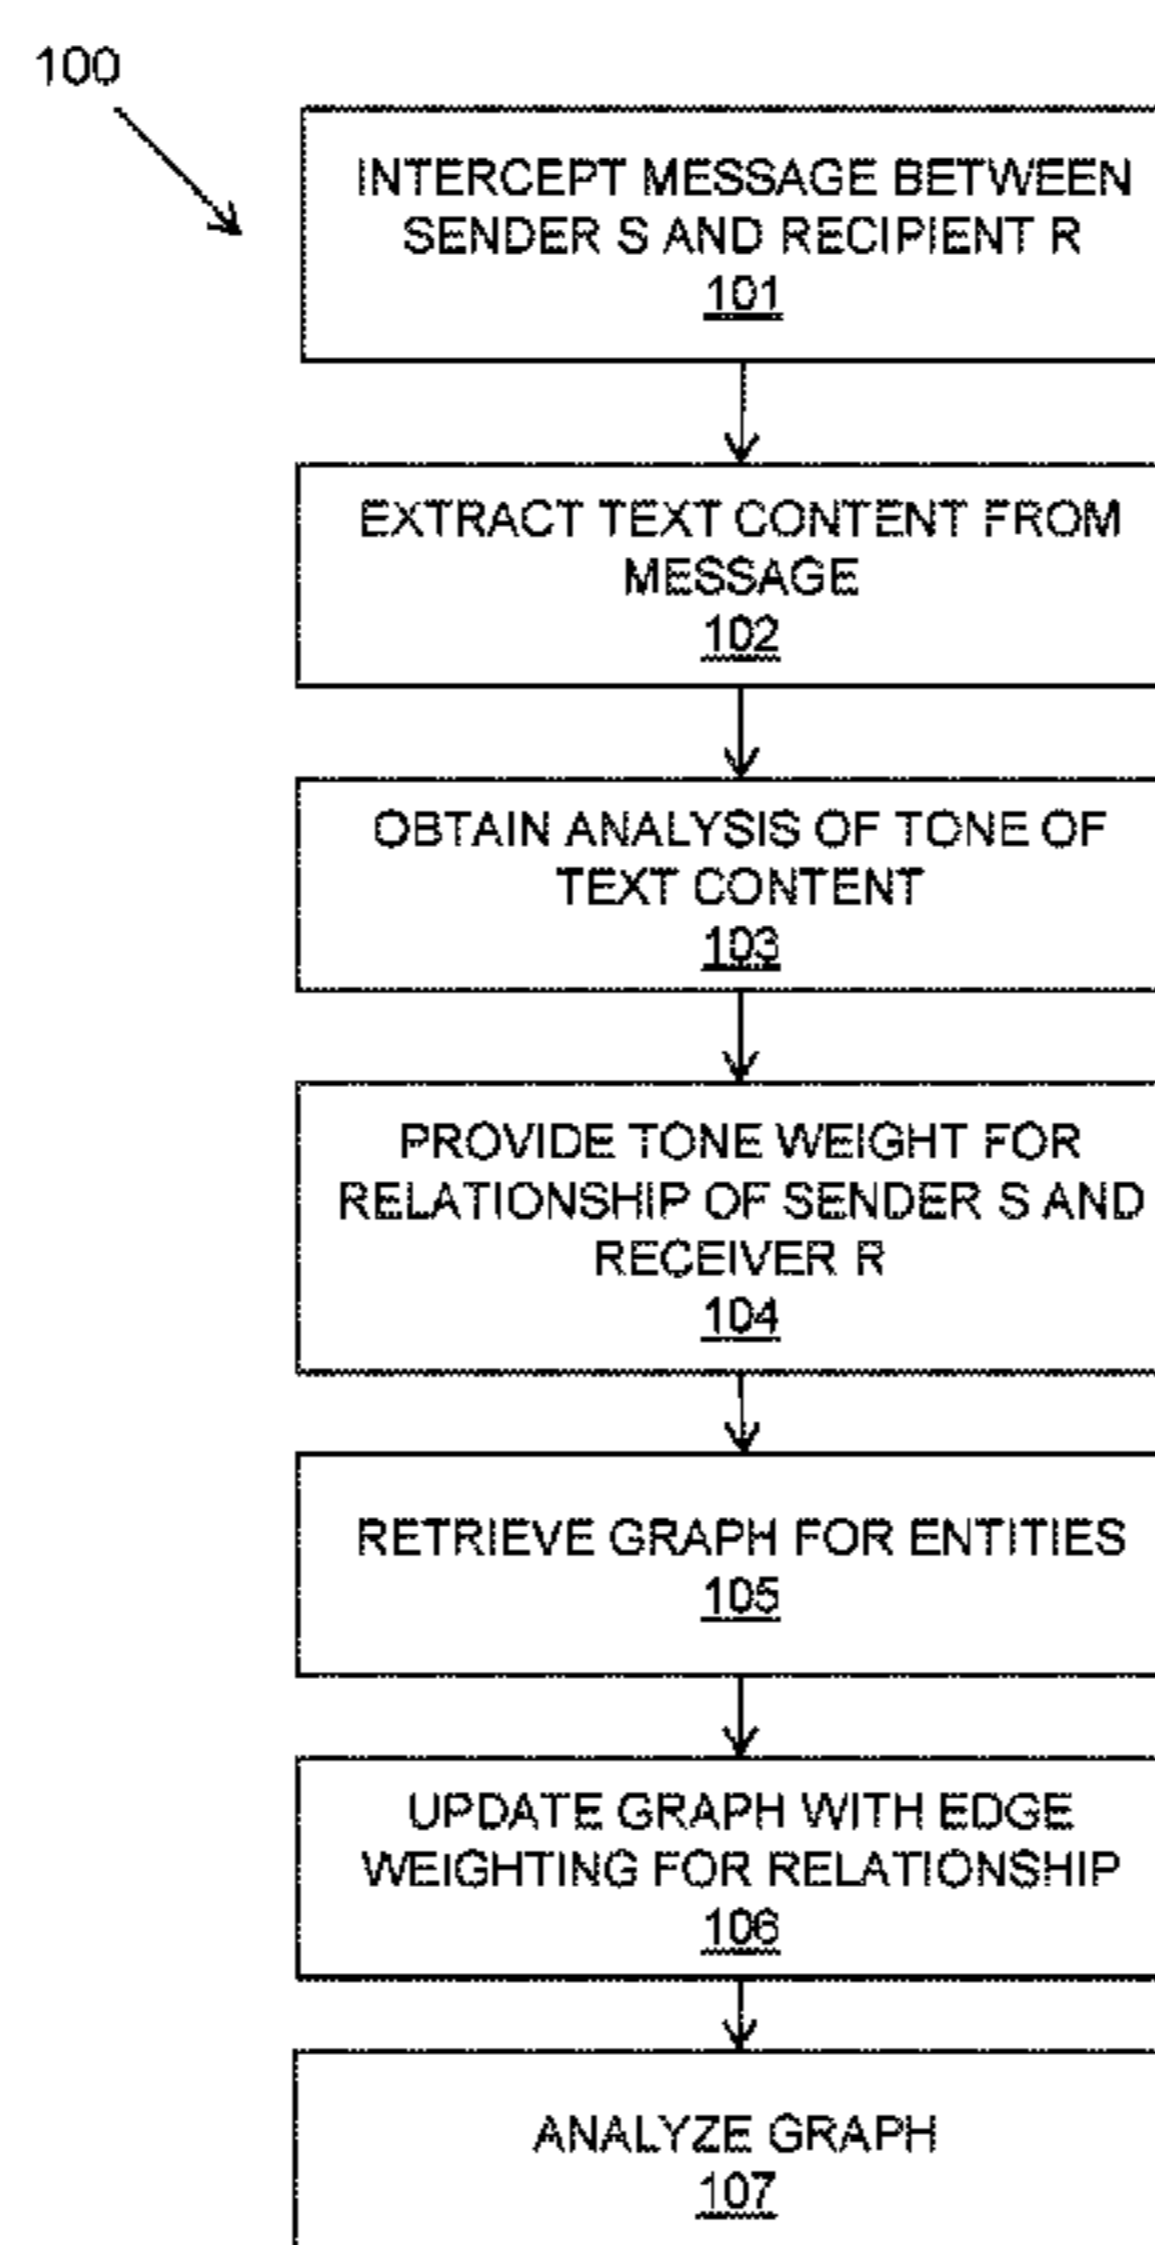 100
INTERCEPT MESSAGE BETWEEN
SENDER S AND RECIPIENT R
101
EXTRACT TEXT CONTENT FROM
MESSAGE
102
OBTAIN ANALYSIS OF TONE OF
TEXT CONTENT
103
PROVIDE TONE WEIGHT FOR
RELATIONSHIP OF SENDER S AND
RECEIVER R
104
RETRIEVE GRAPH FOR ENTITIES
105
UPDATE GRAPH WITH EDGE
WEIGHTING FOR RELATIONSHIP
106
ANALYZE GRAPH
107